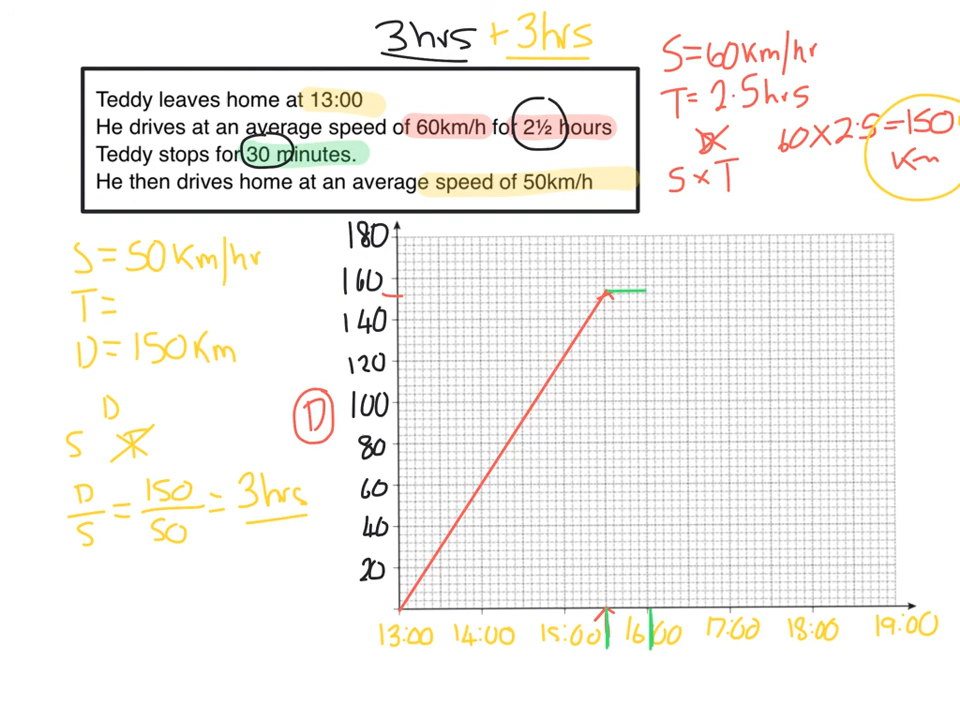 3hrs + 3hrs
Teddy leaves home at 13:00
He drives at an average speed of 60km/h for 2½ hours
Teddy stops for 30 minutes.
He then drives home at an average speed of 50km/h
S=60Km/hr
T= 2.5hrs
60×2.5=150
Km
S×T
S=50Km/hr
T=
D=150Km
D
S T
D/S = 150/50 = 3hrs
D
180
160
140
120
100
80
60
40
20
13:00 14:00 15:00 16:00 17:00 18:00 19:00